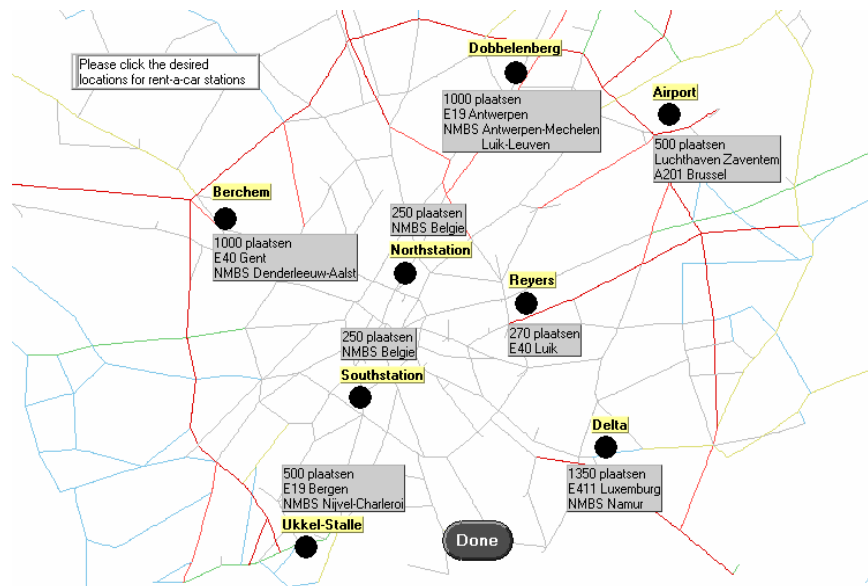 Please click the desired
locations for rent-a-car stations
Dobbelenberg
1000 plaatsen
E19 Antwerpen
NMBS Antwerpen-Mechelen
Luik-Leuven
Airport
500 plaatsen
Luchthaven Zaventem
A201 Brussel
Berchem
1000 plaatsen
E40 Gent
NMBS Denderleeuw-Aalst
250 plaatsen
NMBS Belgie
Northstation
Reyers
270 plaatsen
E40 Luik
250 plaatsen
NMBS Belgie
Southstation
Delta
1350 plaatsen
E411 Luxemburg
NMBS Namur
500 plaatsen
E19 Bergen
NMBS Nijvel-Charleroi
Ukkel-Stalle
Done